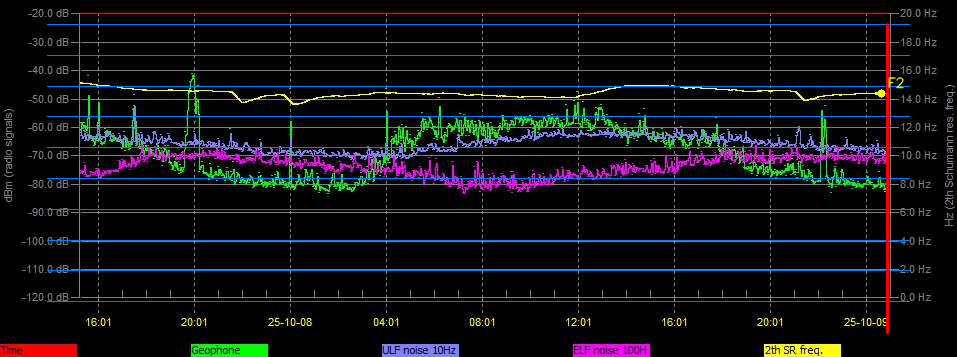 -20.0 dB 20.0 Hz
-30.0 dB 18.0 Hz
-40.0 dB 16.0 Hz
F2
-50.0 dB 14.0 Hz
-60.0 dB 12.0 Hz
-70.0 dB 10.0 Hz
-80.0 dB 8.0 Hz
-90.0 dB 6.0 Hz
-100.0 dB 4.0 Hz
-110.0 dB 2.0 Hz
-120.0 dB 0.0 Hz
dBm (radio signals)
Hz (2th Schumann res. freq.)
16:01 20:01 25-10-08 04:01 08:01 12:01 16:01 20:01 25-10-09
Time Geophone ULF noise 10Hz ELF noise 100H 2th SR freq.